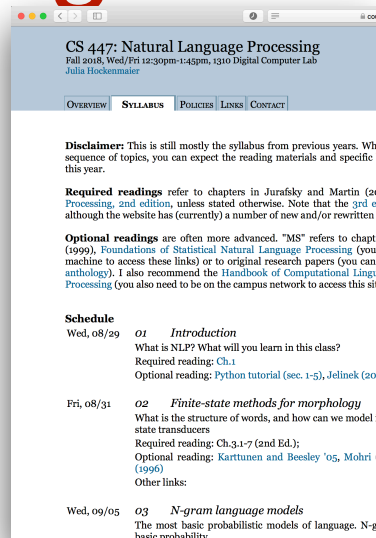 cou
CS 447: Natural Language Processing
Fall 2018, Wed/Fri 12:30pm-1:45pm, 1310 Digital Computer Lab
Julia Hockenmaier
OVERVIEW SYLLABUS POLICIES LINKS CONTACT
Disclaimer: This is still mostly the syllabus from previous years. Wh
sequence of topics, you can expect the reading materials and specific
this year.
Required readings refer to chapters in Jurafsky and Martin (20
Processing, 2nd edition, unless stated otherwise. Note that the 3rd e
although the website has (currently) a number of new and/or rewritten
Optional readings are often more advanced. "MS" refers to chapt
(1999), Foundations of Statistical Natural Language Processing (you
machine to access these links) or to original research papers (you can
anthology). I also recommend the Handbook of Computational Lingu
Processing (you also need to be on the campus network to access this sit
Schedule
Wed, 08/29 01 Introduction
What is NLP? What will you learn in this class?
Required reading: Ch.1
Optional reading: Python tutorial (sec. 1-5), Jelinek (20
Fri, 08/31 02 Finite-state methods for morphology
What is the structure of words, and how can we model
state transducers
Required reading: Ch.3.1-7 (2nd Ed.);
Optional reading: Karttunen and Beesley '05, Mohri
(1996)
Other links:
Wed, 09/05 03 N-gram language models
The most basic probabilistic models of language. N-g
basic probability